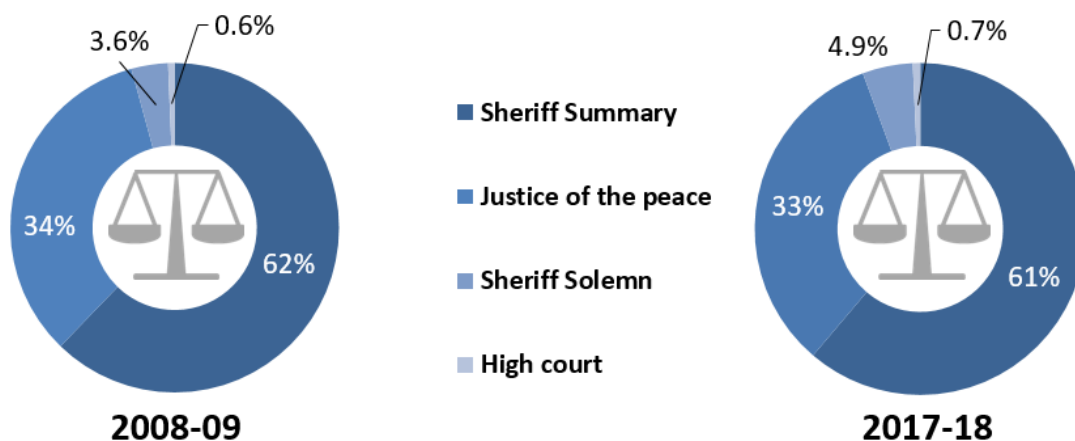 3.6%
0.6%
34%
62%
2008-09
Sheriff Summary
Justice of the peace
Sheriff Solemn
High court
4.9%
0.7%
33%
61%
2017-18